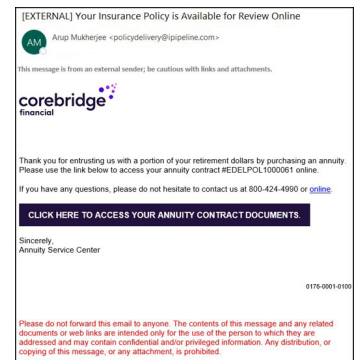 [EXTERNAL] Your Insurance Policy is Available for Review Online
AM
Arup Mukherjee <policydelivery@ipipeline.com>
This message is from an external sender; be cautious with links and attachments.
corebridge
financial
Thank you for entrusting us with a portion of your retirement dollars by purchasing an annuity.
Please use the link below to access your annuity contract #EDELPOL1000061 online.
If you have any questions, please do not hesitate to contact us at 800-424-4990 or online.
CLICK HERE TO ACCESS YOUR ANNUITY CONTRACT DOCUMENTS.
Sincerely,
Annuity Service Center
0176-0001-0100
Please do not forward this email to anyone. The contents of this message and any related
documents or web links are intended only for the use of the person to which they are
addressed and may contain confidential and/or privileged information. Any distribution, or
copying of this message, or any attachment, is prohibited.